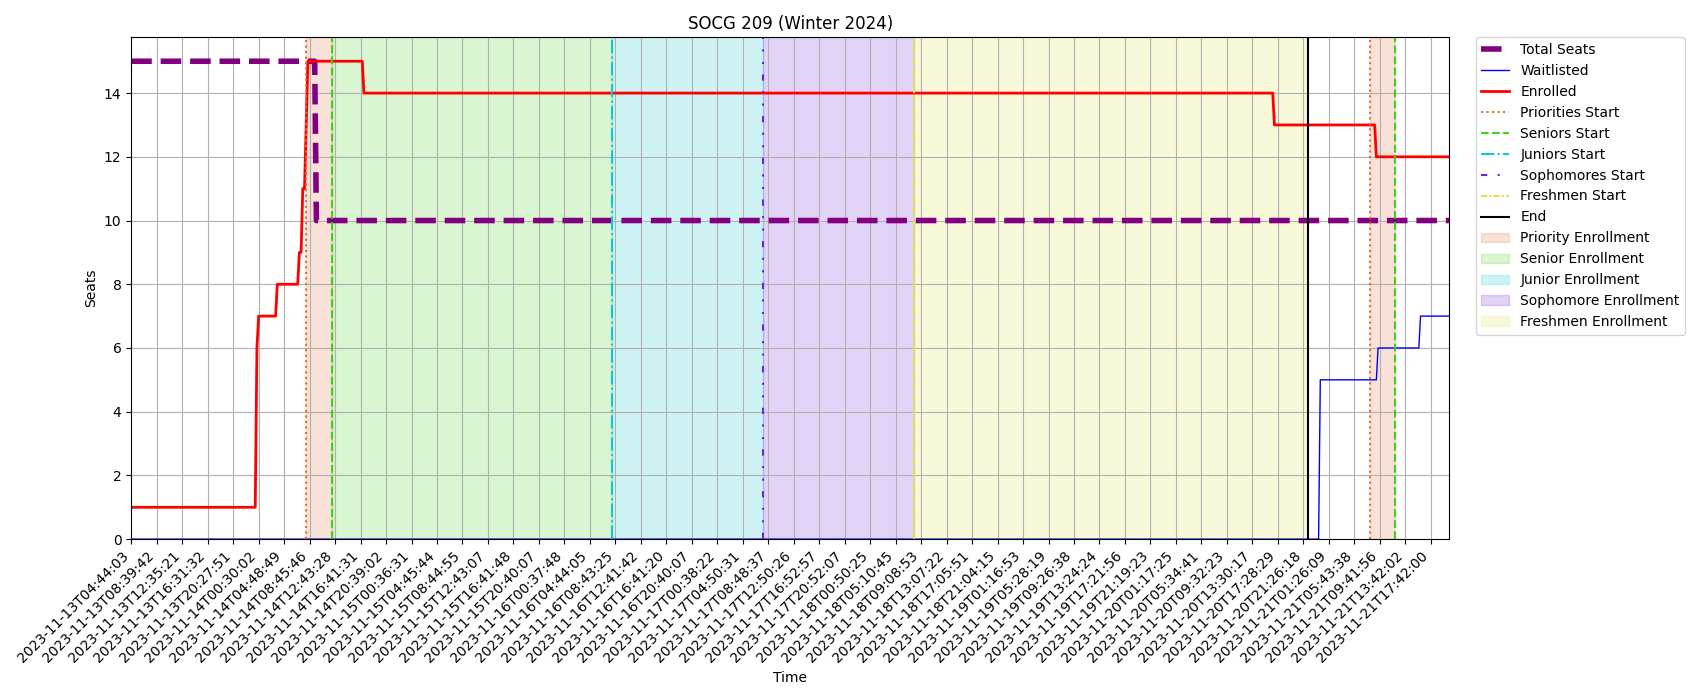 SOCG 209 (Winter 2024)
Seats
14
12
10
8
6
4
2
0
2023-11-13T04:44:03
2023-11-13T08:39:42
2023-11-13T12:35:21
2023-11-13T16:31:32
2023-11-13T20:27:51
2023-11-14T00:30:02
2023-11-14T04:48:49
2023-11-14T08:45:46
2023-11-14T12:43:28
2023-11-14T16:41:31
2023-11-14T20:39:02
2023-11-15T00:36:31
2023-11-15T04:45:44
2023-11-15T08:44:55
2023-11-15T12:43:07
2023-11-15T16:41:48
2023-11-15T20:40:07
2023-11-16T00:37:48
2023-11-16T04:44:05
2023-11-16T08:43:25
2023-11-16T12:41:42
2023-11-16T16:41:20
2023-11-16T20:40:07
2023-11-17T00:38:22
2023-11-17T04:50:31
2023-11-17T08:48:37
2023-11-17T12:50:26
2023-11-17T16:52:57
2023-11-17T20:52:07
2023-11-18T00:50:25
2023-11-18T05:10:45
2023-11-18T09:08:53
2023-11-18T13:07:22
2023-11-18T17:05:51
2023-11-18T21:04:15
2023-11-19T01:16:53
2023-11-19T05:28:19
2023-11-19T09:26:38
2023-11-19T13:24:24
2023-11-19T17:21:56
2023-11-19T21:19:23
2023-11-20T01:17:25
2023-11-20T05:34:41
2023-11-20T09:32:23
2023-11-20T13:30:17
2023-11-20T17:28:29
2023-11-20T21:26:18
2023-11-21T01:26:09
2023-11-21T05:43:38
2023-11-21T09:41:56
2023-11-21T13:42:02
2023-11-21T17:42:00
Time
Total Seats
Waitlisted
Enrolled
Priorities Start
Seniors Start
Juniors Start
Sophomores Start
Freshmen Start
End
Priority Enrollment
Senior Enrollment
Junior Enrollment
Sophomore Enrollment
Freshmen Enrollment